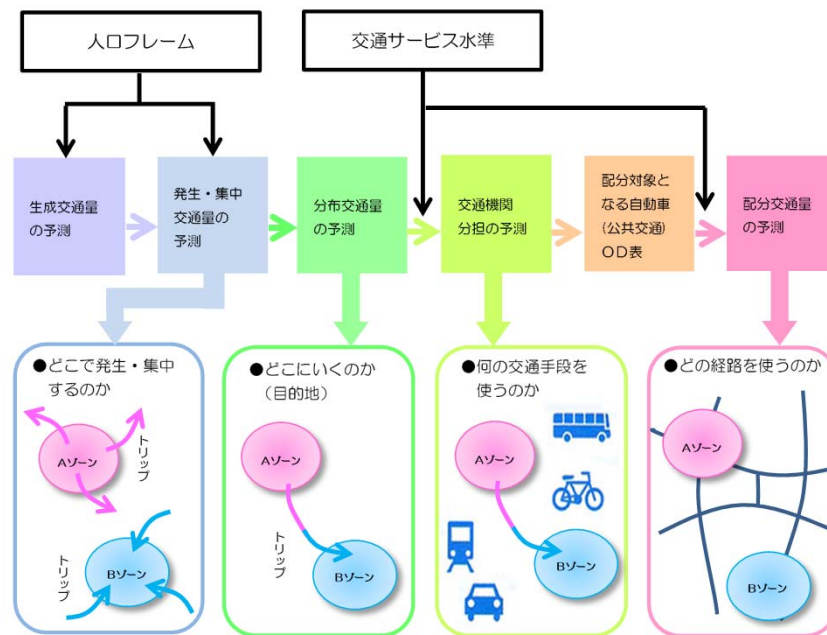 人口フレーム
交通サービス水準
生成交通量
の予測
発生・集中
交通量の
予測
分布交通量
の予測
交通機関
分担の予測
配分対象と
なる自動車
(公共交通)
ＯＤ表
配分交通量
の予測
●どこで発生・集中
するのか
Aゾーン
トリップ
トリップ
Bゾーン
●どこにいくのか
（目的地）
Aゾーン
トリップ
Bゾーン
●何の交通手段を
使うのか
Aゾーン
Bゾーン
●どの経路を使うのか
Aゾーン
Bゾーン